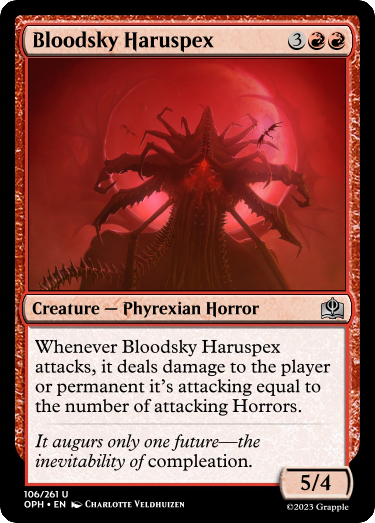 Bloodsky Haruspex 3
Creature — Phyrexian Horror
Whenever Bloodsky Haruspex
attacks, it deals damage to the player
or permanent it's attacking equal to
the number of attacking Horrors.
It augurs only one future—the
inevitability of compleation.
5/4
106/261 U
OPH • EN Charlotte Veldhuizen
©2023 Grapple